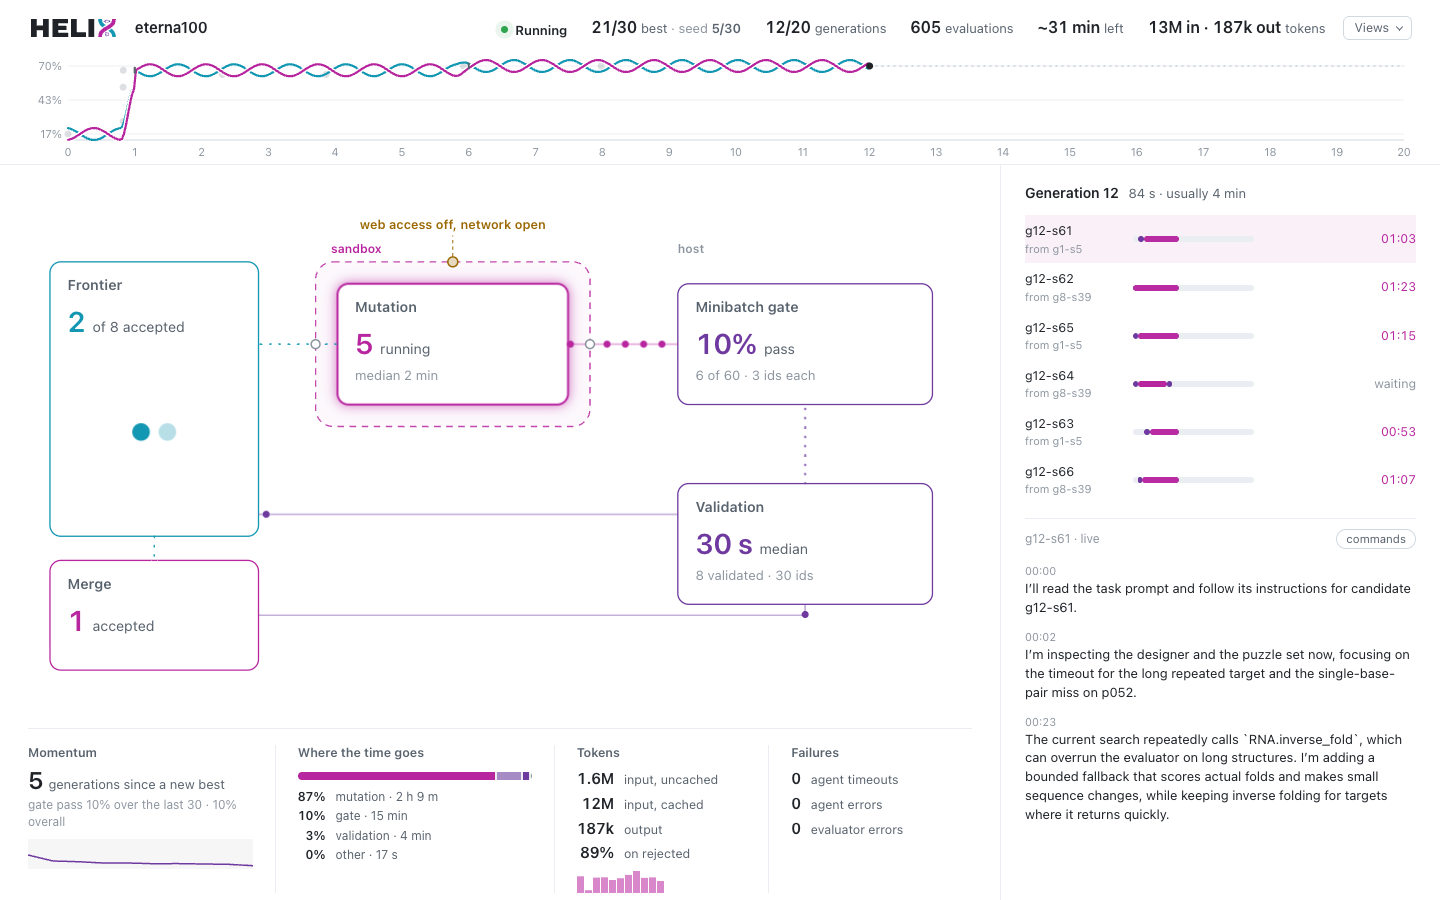 HELIX eterna100 Running 21/30 best · seed 5/30 12/20 generations 605 evaluations ~31 min left 13M in · 187k out tokens Views
70%
43%
17%
0 1 2 3 4 5 6 7 8 9 10 11 12 13 14 15 16 17 18 19 20
web access off, network open
sandbox
host
Frontier
2 of 8 accepted
Mutation
5 running
median 2 min
Minibatch gate
10% pass
6 of 60 · 3 ids each
Validation
30 s median
8 validated · 30 ids
Merge
1 accepted
Momentum
5 generations since a new best
gate pass 10% over the last 30 · 10%
overall
Where the time goes
87% mutation · 2 h 9 m
10% gate · 15 min
3% validation · 4 min
0% other · 17 s
Tokens
1.6M input, uncached
12M input, cached
187k output
89% on rejected
Failures
0 agent timeouts
0 agent errors
0 evaluator errors
Generation 12 84 s · usually 4 min
g12-s61
from g1-s5
01:03
g12-s62
from g8-s39
01:23
g12-s65
from g1-s5
01:15
g12-s64
from g8-s39
waiting
g12-s63
from g1-s5
00:53
g12-s66
from g8-s39
01:07
g12-s61 · live commands
00:00
I’ll read the task prompt and follow its instructions for candidate
g12-s61.
00:02
I’m inspecting the designer and the puzzle set now, focusing on
the timeout for the long repeated target and the single-base-
pair miss on p052.
00:23
The current search repeatedly calls `RNA.inverse_fold`, which
can overrun the evaluator on long structures. I’m adding a
bounded fallback that scores actual folds and makes small
sequence changes, while keeping inverse folding for targets
where it returns quickly.